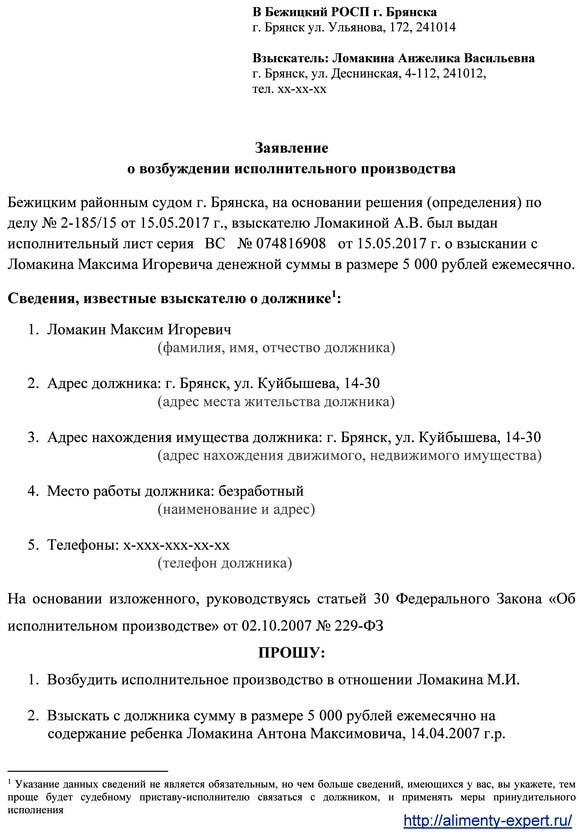 В Бежицкий РОСП г. Брянска
г. Брянск ул. Ульянова, 172, 241014
Взыскатель: Ломакина Анжелика Васильевна
г. Брянск, ул. Деснинская, 4-112, 241012,
тел. хх-хх-хх
Заявление
о возбуждении исполнительного производства
Бежицким районным судом г. Брянска, на основании решения (определения) по
делу № 2-185/15 от 15.05.2017 г., взыскателю Ломакиной А.В. был выдан
исполнительный лист серия ВС № 074816908 от 15.05.2017 г. о взыскании с
Ломакина Максима Игоревича денежной суммы в размере 5 000 рублей ежемесячно.
Сведения, известные взыскателю о должнике¹:
1. Ломакин Максим Игоревич
(фамилия, имя, отчество должника)
2. Адрес должника: г. Брянск, ул. Куйбышева, 14-30
(адрес места жительства должника)
3. Адрес нахождения имущества должника: г. Брянск, ул. Куйбышева, 14-30
(адрес нахождения движимого, недвижимого имущества)
4. Место работы должника: безработный
(наименование и адрес)
5. Телефоны: х-ххх-ххх-хх-хх
(телефон должника)
На основании изложенного, руководствуясь статьей 30 Федерального Закона «Об
исполнительном производстве» от 02.10.2007 № 229-ФЗ
ПРОШУ:
1. Возбудить исполнительное производство в отношении Ломакина М.И.
2. Взыскать с должника сумму в размере 5 000 рублей ежемесячно на
содержание ребенка Ломакина Антона Максимовича, 14.04.2007 г.р.
¹ Указание данных сведений не является обязательным, но чем больше сведений, имеющихся у вас, вы укажете, тем
проще будет судебному приставу-исполнителю связаться с должником, и применять меры принудительного
исполнения
http://alimenty-expert.ru/